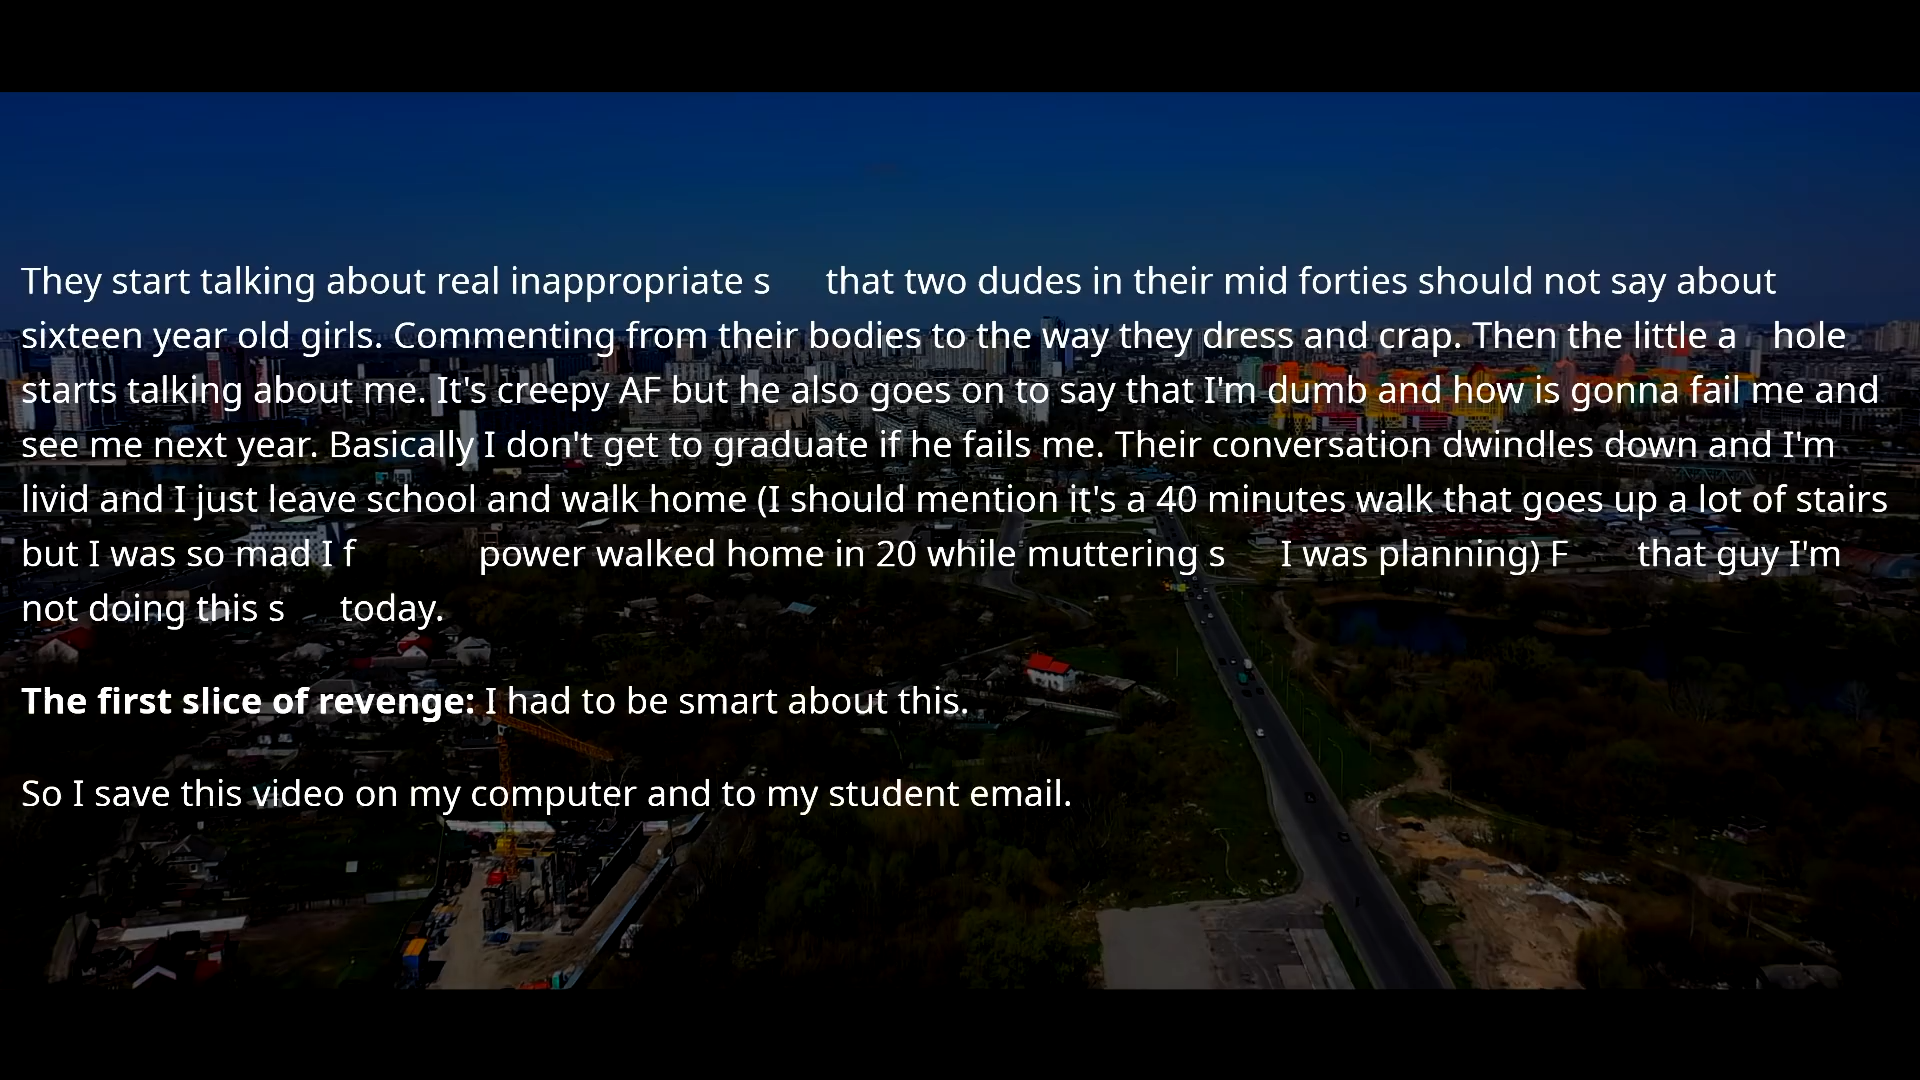 They start talking about real inappropriate s that two dudes in their mid forties should not say about
sixteen year old girls. Commenting from their bodies to the way they dress and crap. Then the little a hole
starts talking about me. It's creepy AF but he also goes on to say that I'm dumb and how is gonna fail me and
see me next year. Basically I don't get to graduate if he fails me. Their conversation dwindles down and I'm
livid and I just leave school and walk home (I should mention it's a 40 minutes walk that goes up a lot of stairs
but I was so mad I f power walked home in 20 while muttering s I was planning) F that guy I'm
not doing this s today.
The first slice of revenge: I had to be smart about this.
So I save this video on my computer and to my student email.